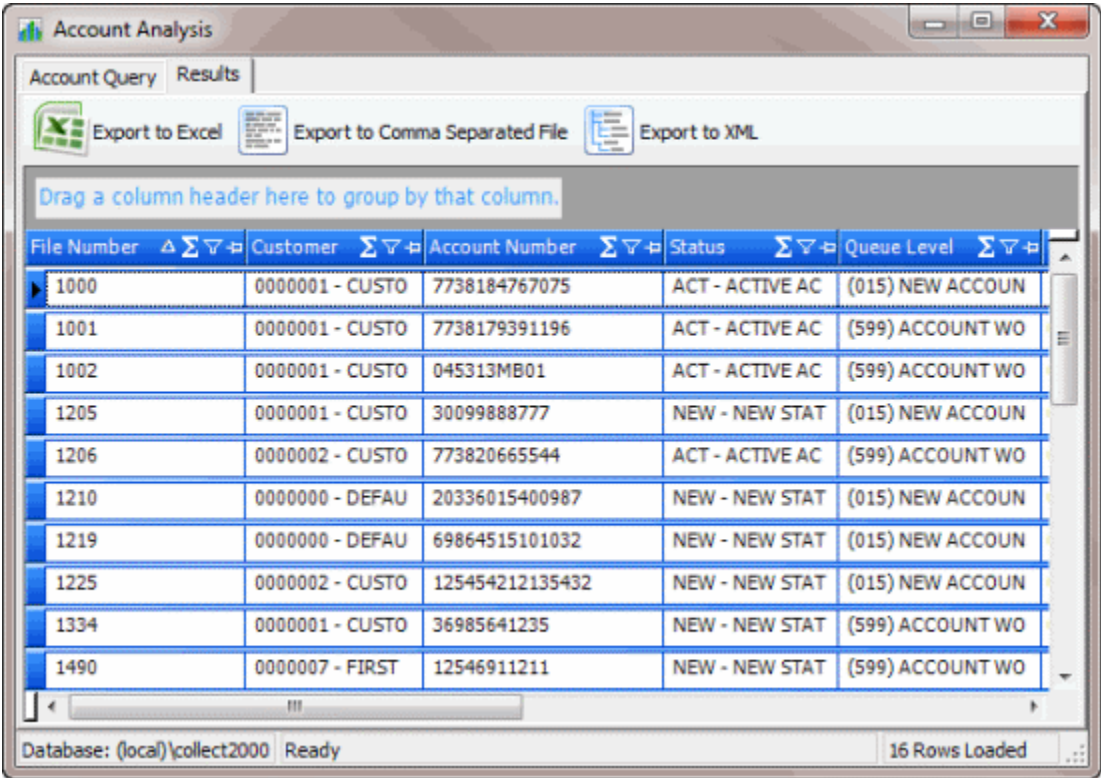 Account Analysis
Account Query Results
Export to Excel Export to Comma Separated File Export to XML
Drag a column header here to group by that column.
File Number Customer Account Number Status Queue Level
1000 0000001 - CUSTO 7738184767075 ACT - ACTIVE AC (015) NEW ACCOUN
1001 0000001 - CUSTO 7738179391196 ACT - ACTIVE AC (599) ACCOUNT WO
1002 0000001 - CUSTO 045313MB01 ACT - ACTIVE AC (599) ACCOUNT WO
1205 0000001 - CUSTO 30099888777 NEW - NEW STAT (015) NEW ACCOUN
1206 0000002 - CUSTO 773820665544 ACT - ACTIVE AC (599) ACCOUNT WO
1210 0000000 - DEFAU 20336015400987 NEW - NEW STAT (015) NEW ACCOUN
1219 0000000 - DEFAU 69864515101032 NEW - NEW STAT (015) NEW ACCOUN
1225 0000002 - CUSTO 125454212135432 NEW - NEW STAT (015) NEW ACCOUN
1334 0000001 - CUSTO 36985641235 NEW - NEW STAT (599) ACCOUNT WO
1490 0000007 - FIRST 12546911211 NEW - NEW STAT (599) ACCOUNT WO
Database: (local)\collect2000 Ready 16 Rows Loaded